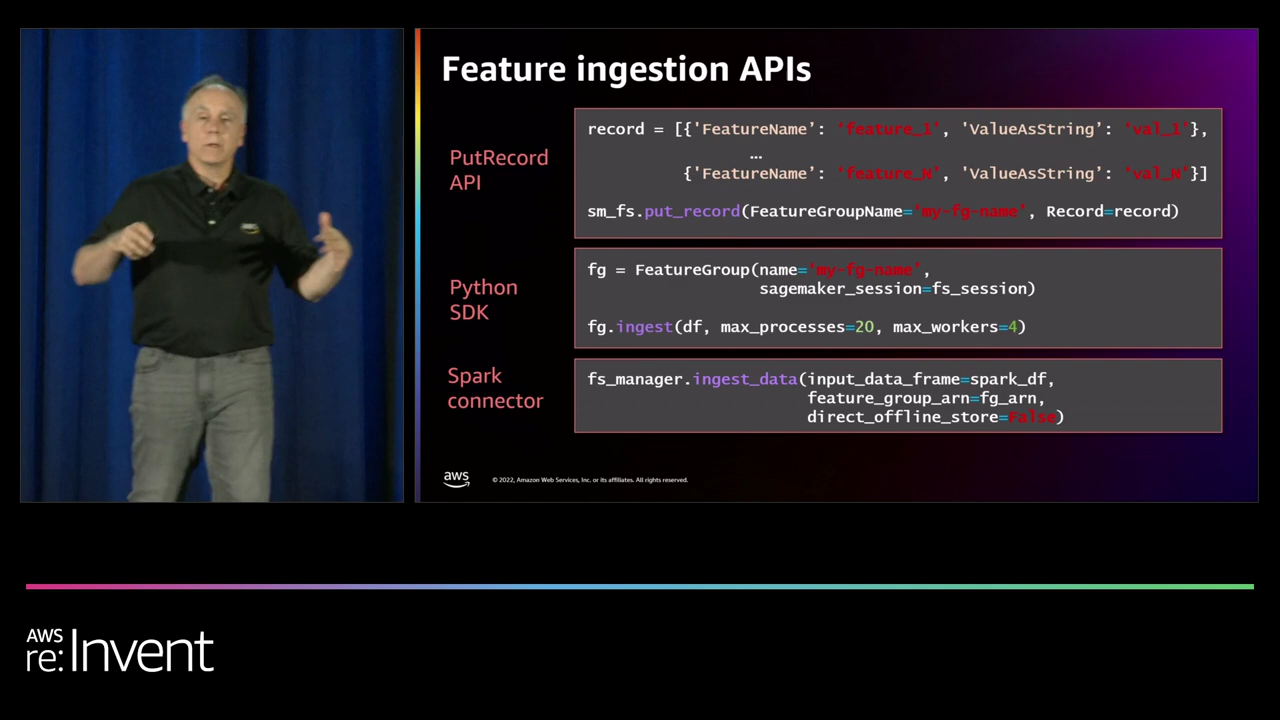 Feature ingestion APIs
PutRecord
API
record = [{'FeatureName’: ‘feature_1’, 'ValueAsString’: ‘val_1’},
…
{'FeatureName’: ‘feature_N’, 'ValueAsString’: ‘val_N’}]
sm_fs.put_record(FeatureGroupName=‘my-fg-name’, Record=record)
Python
SDK
fg = FeatureGroup(name=‘my-fg-name’,
sagemaker_session=fs_session)
fg.ingest(df, max_processes=20, max_workers=4)
Spark
connector
fs_manager.ingest_data(input_data_frame=spark_df,
feature_group_arn=fg_arn,
direct_offline_store=False)
aws
© 2022, Amazon Web Services, Inc. or its affiliates. All rights reserved.
AWS
re:Invent